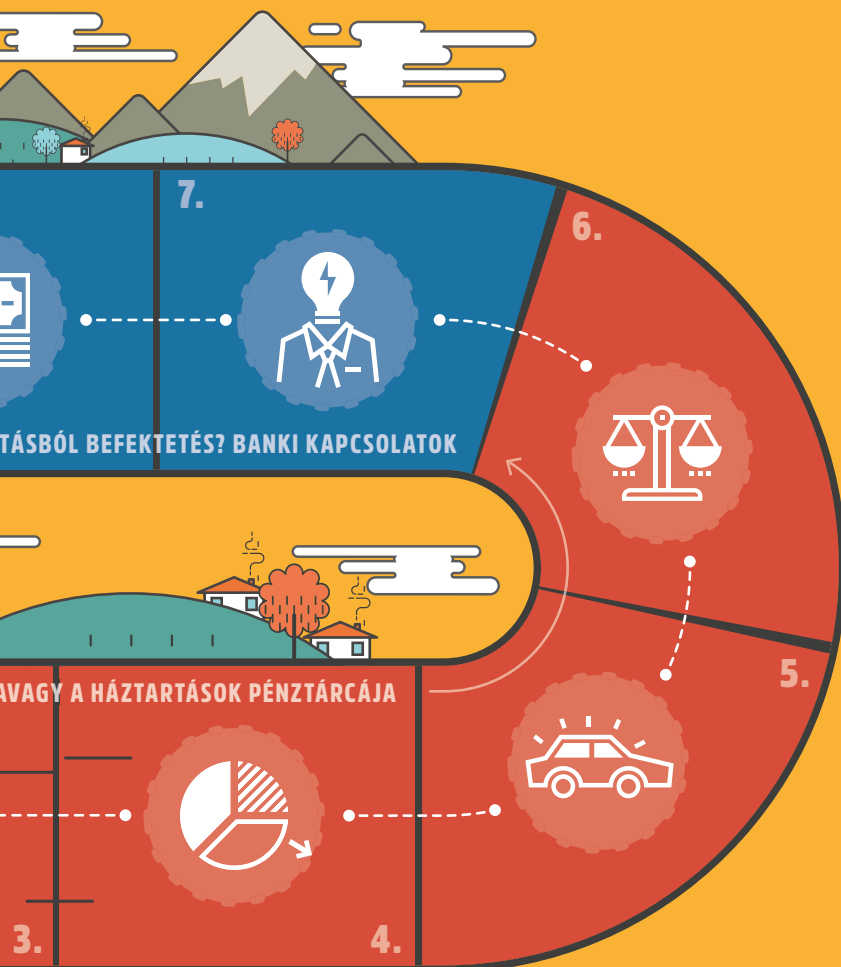 7.
6.
TÁSBÓL BEFEKTETÉS? BANKI KAPCSOLATOK
5.
AVAGY A HÁZTARTÁSOK PÉNZTÁRCÁJA
3.
4.